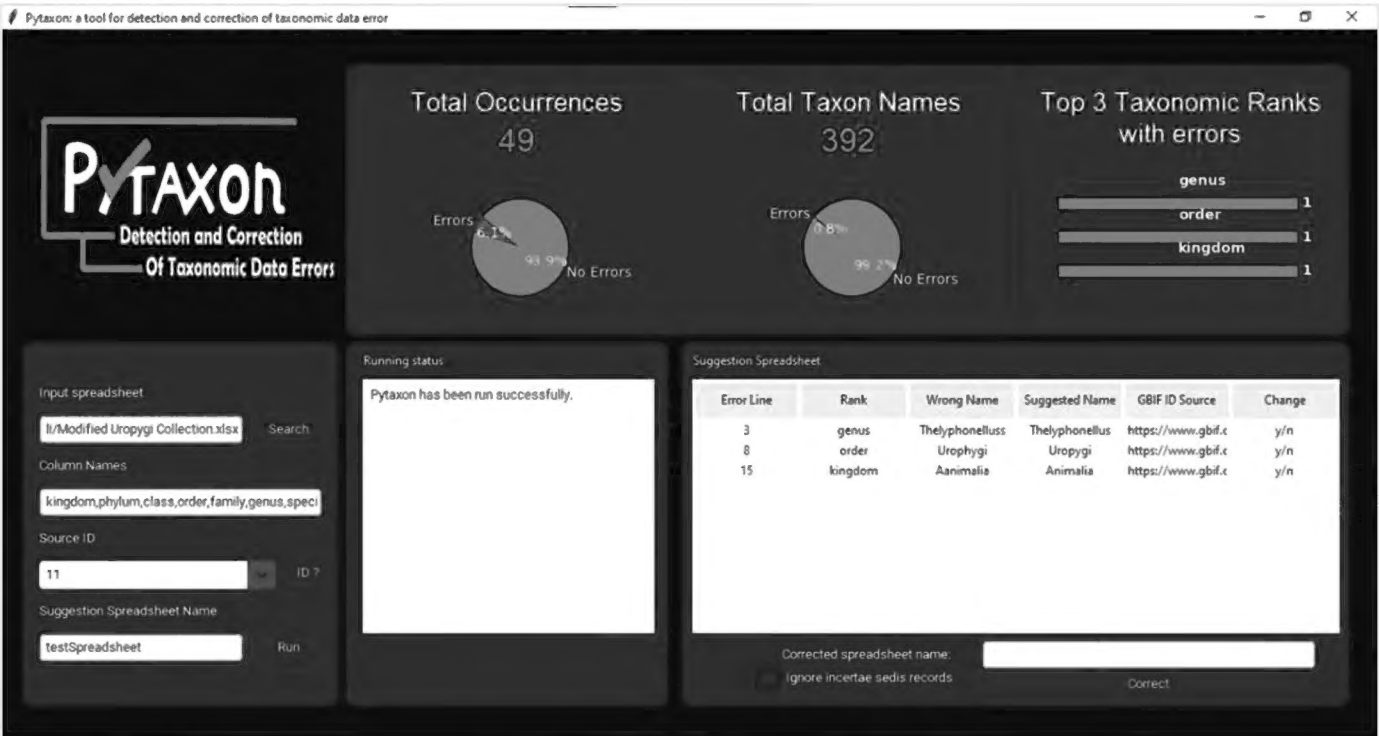 Pytaxon: a tool for detection and correction of taxonomic data error
PYTAXON
Detection and Correction
Of Taxonomic Data Errors
Total Occurrences
49
Errors
6.1%
93.9%
No Errors
Total Taxon Names
392
Errors
0.8%
99.2%
No Errors
Top 3 Taxonomic Ranks
with errors
genus
1
order
1
kingdom
1
Input spreadsheet
lt/Modified Uropygi Collection.xlsx Search
Column Names
kingdom,phylum,class,order,family,genus,speci
Source ID
11 ID ?
Suggestion Spreadsheet Name
testSpreadsheet Run
Running status
Pytaxon has been run successfully.
Suggestion Spreadsheet
Error Line Rank Wrong Name Suggested Name GBIF ID Source Change
3 genus Thelyphonelluss Thelyphonellus https://www.gbif.c y/n
8 order Urophygi Uropygi https://www.gbif.c y/n
15 kingdom Aanimalia Animalia https://www.gbif.c y/n
Corrected spreadsheet name:
Ignore incertae sedis records
Correct